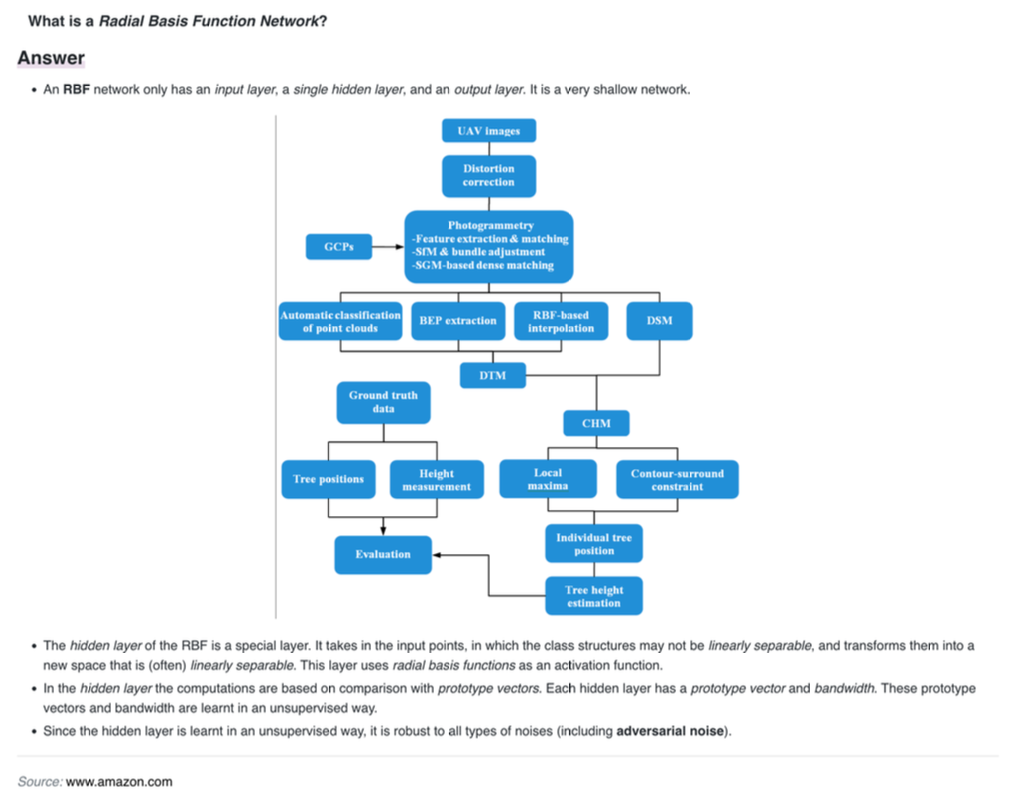 What is a Radial Basis Function Network?
Answer
• An RBF network only has an input layer, a single hidden layer, and an output layer. It is a very shallow network.
UAV images
Distortion
correction
Photogrammetry
-Feature extraction & matching
-SfM & bundle adjustment
-SGM-based dense matching
GCPs
Automatic classification
of point clouds
BEP extraction
RBF-based
interpolation
DSM
DTM
Ground truth
data
CHM
Tree positions
Height
measurement
Local
maxima
Contour-surround
constraint
Individual tree
position
Evaluation
Tree height
estimation
• The hidden layer of the RBF is a special layer. It takes in the input points, in which the class structures may not be linearly separable, and transforms them into a
new space that is (often) linearly separable. This layer uses radial basis functions as an activation function.
• In the hidden layer the computations are based on comparison with prototype vectors. Each hidden layer has a prototype vector and bandwidth. These prototype
vectors and bandwidth are learnt in an unsupervised way.
• Since the hidden layer is learnt in an unsupervised way, it is robust to all types of noises (including adversarial noise).
Source: www.amazon.com